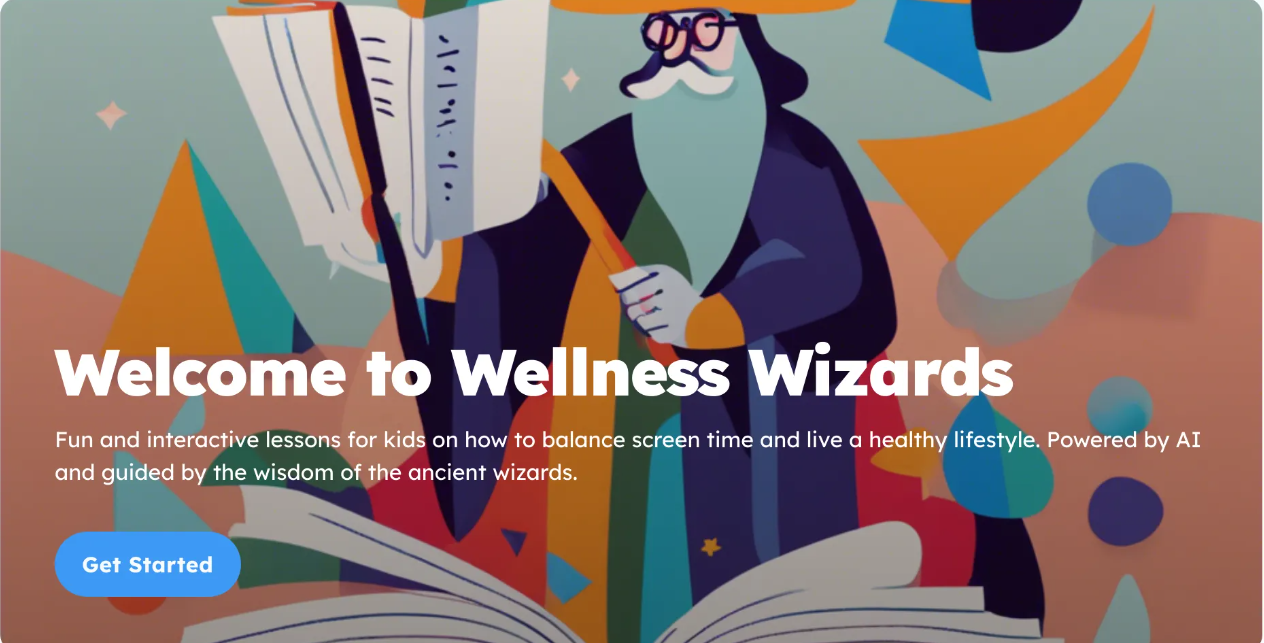 Welcome to Wellness Wizards
Fun and interactive lessons for kids on how to balance screen time and live a healthy lifestyle. Powered by AI
and guided by the wisdom of the ancient wizards.
Get Started